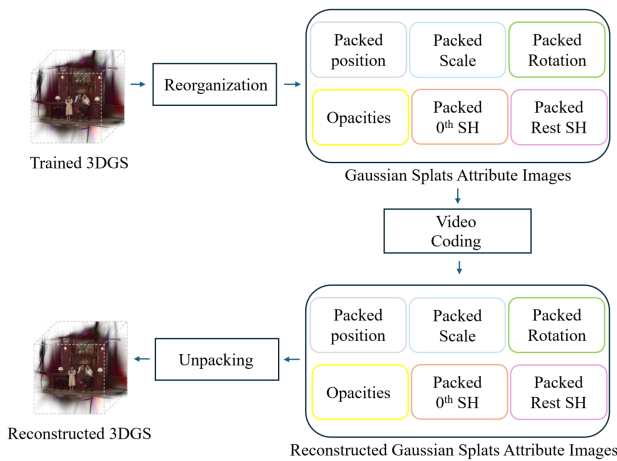 Packed
position
Packed
Scale
Packed
Rotation
Reorganization
Opacities
Packed
0th SH
Packed
Rest SH
Trained 3DGS
Gaussian Splats Attribute Images
Video
Coding
Packed
position
Packed
Scale
Packed
Rotation
Unpacking
Opacities
Packed
0th SH
Packed
Rest SH
Reconstructed 3DGS
Reconstructed Gaussian Splats Attribute Images